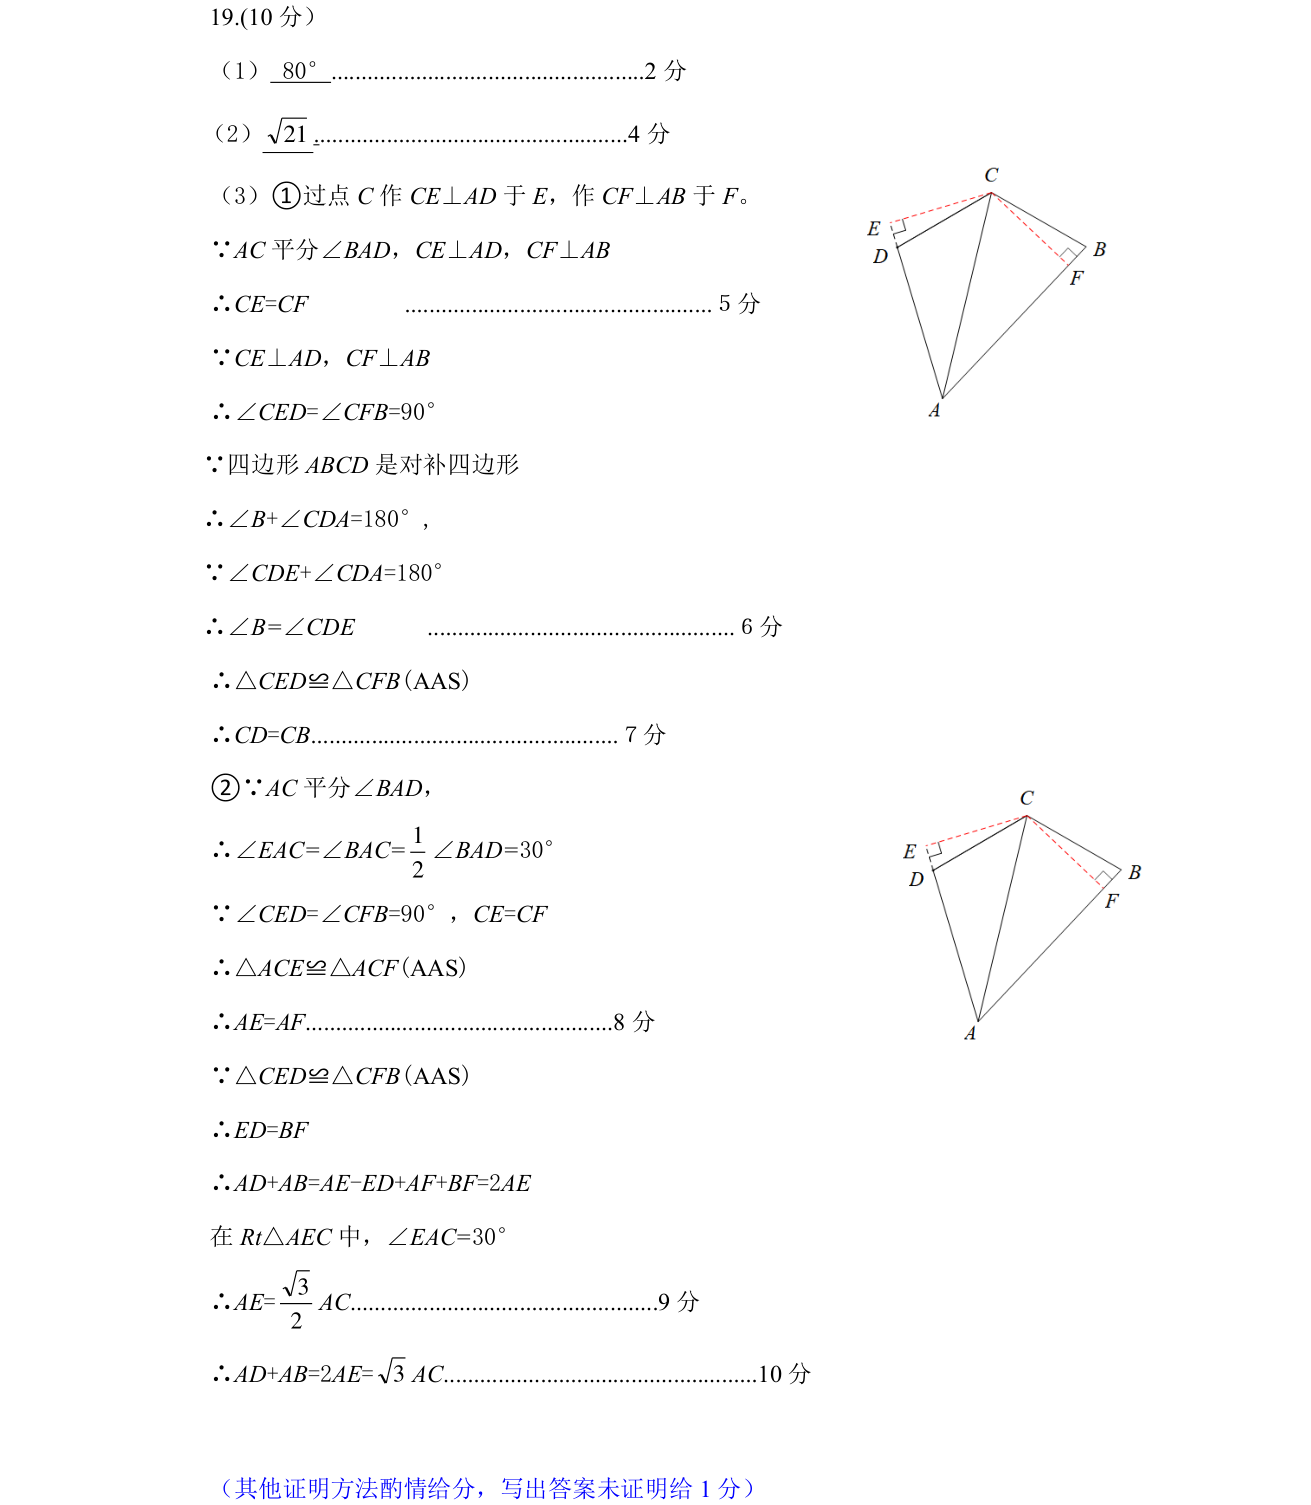 19.(10 分）
（1） 80° ....................................................2 分
（2）√21 ....................................................4 分
（3）①过点 C 作 CE⊥AD 于 E，作 CF⊥AB 于 F。
∵AC 平分∠BAD，CE⊥AD，CF⊥AB
∴CE=CF ................................................... 5 分
∵CE⊥AD，CF⊥AB
∴∠CED=∠CFB=90°
∵四边形 ABCD 是对补四边形
∴∠B+∠CDA=180°,
∵∠CDE+∠CDA=180°
∴∠B=∠CDE ................................................... 6 分
∴△CED≌△CFB(AAS)
∴CD=CB................................................... 7 分
C
E
D
B
F
A
②∵AC 平分∠BAD，
∴∠EAC=∠BAC=1/2∠BAD=30°
∵∠CED=∠CFB=90°，CE=CF
∴△ACE≌△ACF(AAS)
∴AE=AF...................................................8 分
∵△CED≌△CFB(AAS)
∴ED=BF
∴AD+AB=AE-ED+AF+BF=2AE
在 Rt△AEC 中，∠EAC=30°
∴AE=√3/2 AC...................................................9 分
∴AD+AB=2AE=√3 AC....................................................10 分
C
E
D
B
F
A
（其他证明方法酌情给分，写出答案未证明给 1 分）